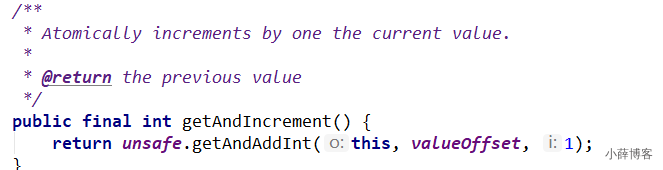 /**
 * Atomically increments by one the current value.
 *
 * @return the previous value
 */
public final int getAndIncrement() {
    return unsafe.getAndAddInt( o: this, valueOffset, i: 1);
}
小薛博客